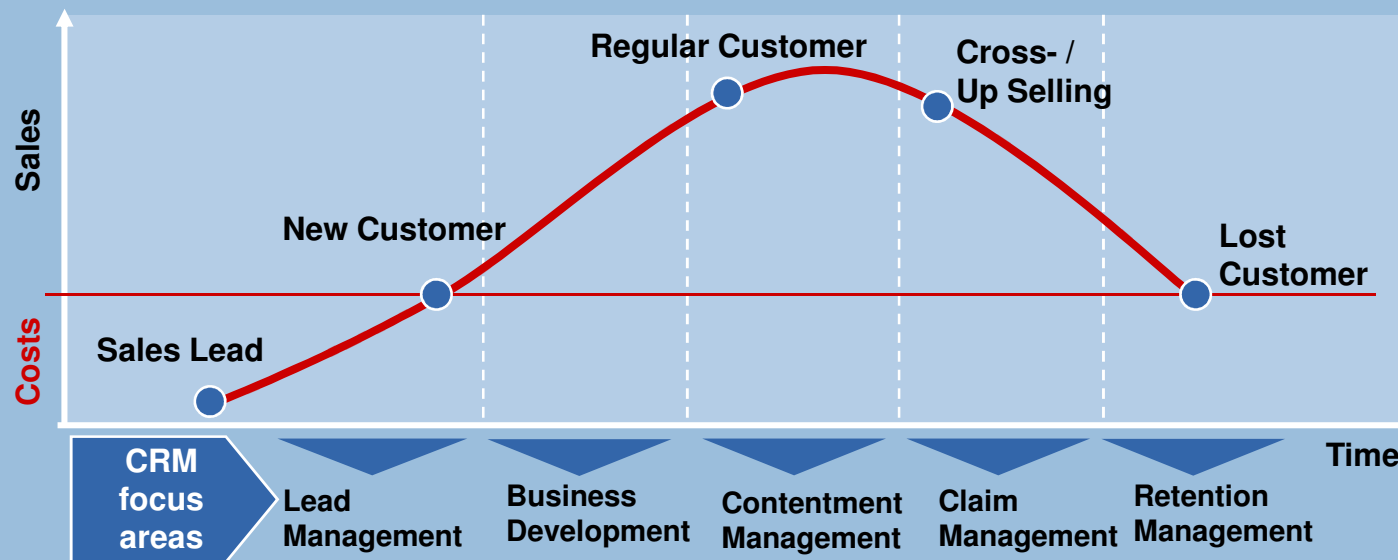 Sales
Costs
Regular Customer
Cross- /
Up Selling
New Customer
Lost
Customer
Sales Lead
Time
CRM
focus
areas
Lead
Management
Business
Development
Contentment
Management
Claim
Management
Retention
Management